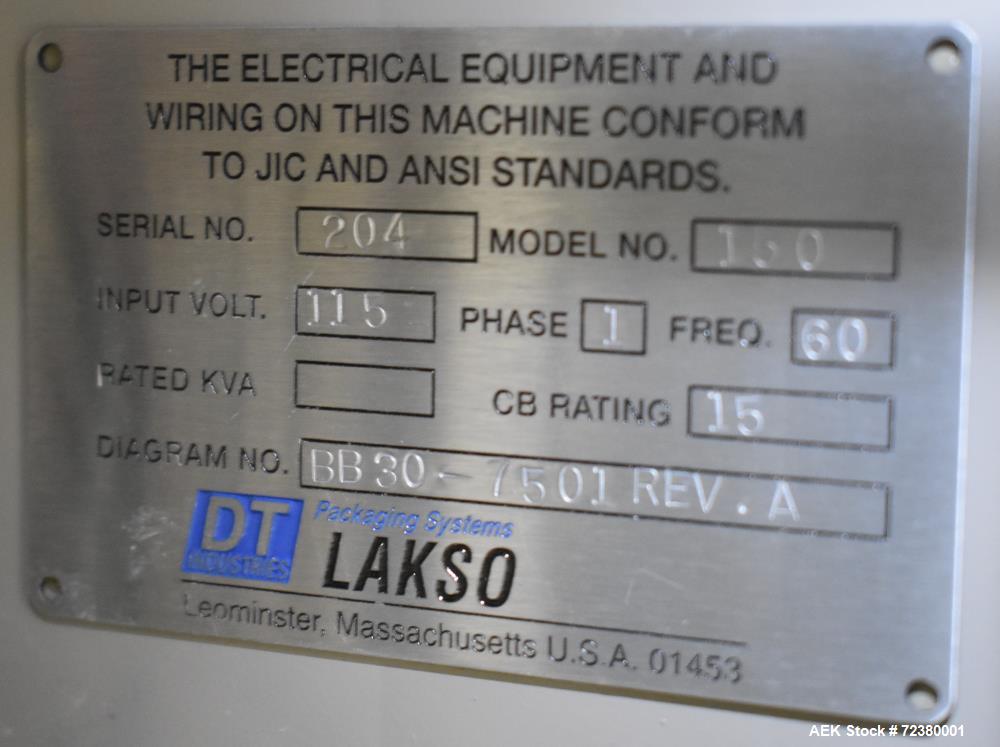 THE ELECTRICAL EQUIPMENT AND
WIRING ON THIS MACHINE CONFORM
TO JIC AND ANSI STANDARDS.
SERIAL NO. 204 MODEL NO.
INPUT VOLT. 115 PHASE 1 FREQ. 60
RATED KVA CB RATING 15
DIAGRAM NO. BB30-7501 REV. A
DT INDUSTRIES Packaging Systems
LAKSO
Leominster, Massachusetts U.S.A. 01453
AEK Stock # 72380001